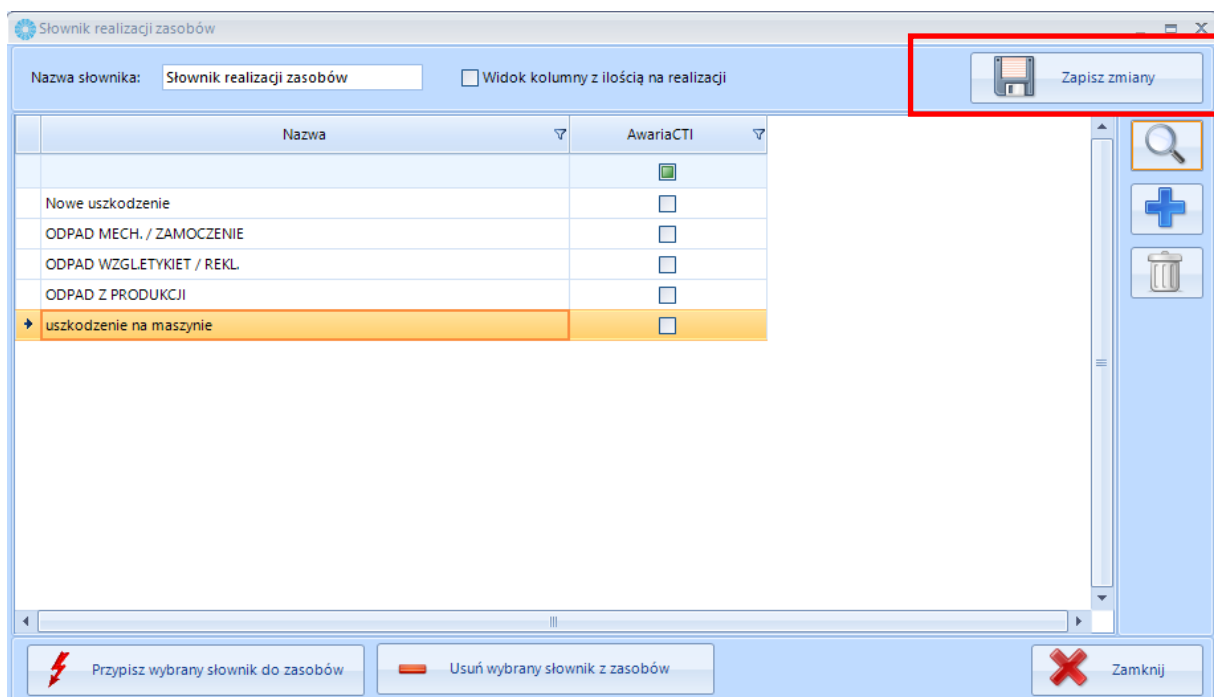 Słownik realizacji zasobów
Nazwa słownika: Słownik realizacji zasobów Widok kolumny z ilością na realizacji Zapisz zmiany
Nazwa AwariaCTI
Nowe uszkodzenie
ODPAD MECH. / ZAMOCZENIE
ODPAD WZGL.ETYKIET / REKL.
ODPAD Z PRODUKCJI
uszkodzenie na maszynie
Przypisz wybrany słownik do zasobów Usuń wybrany słownik z zasobów Zamknij